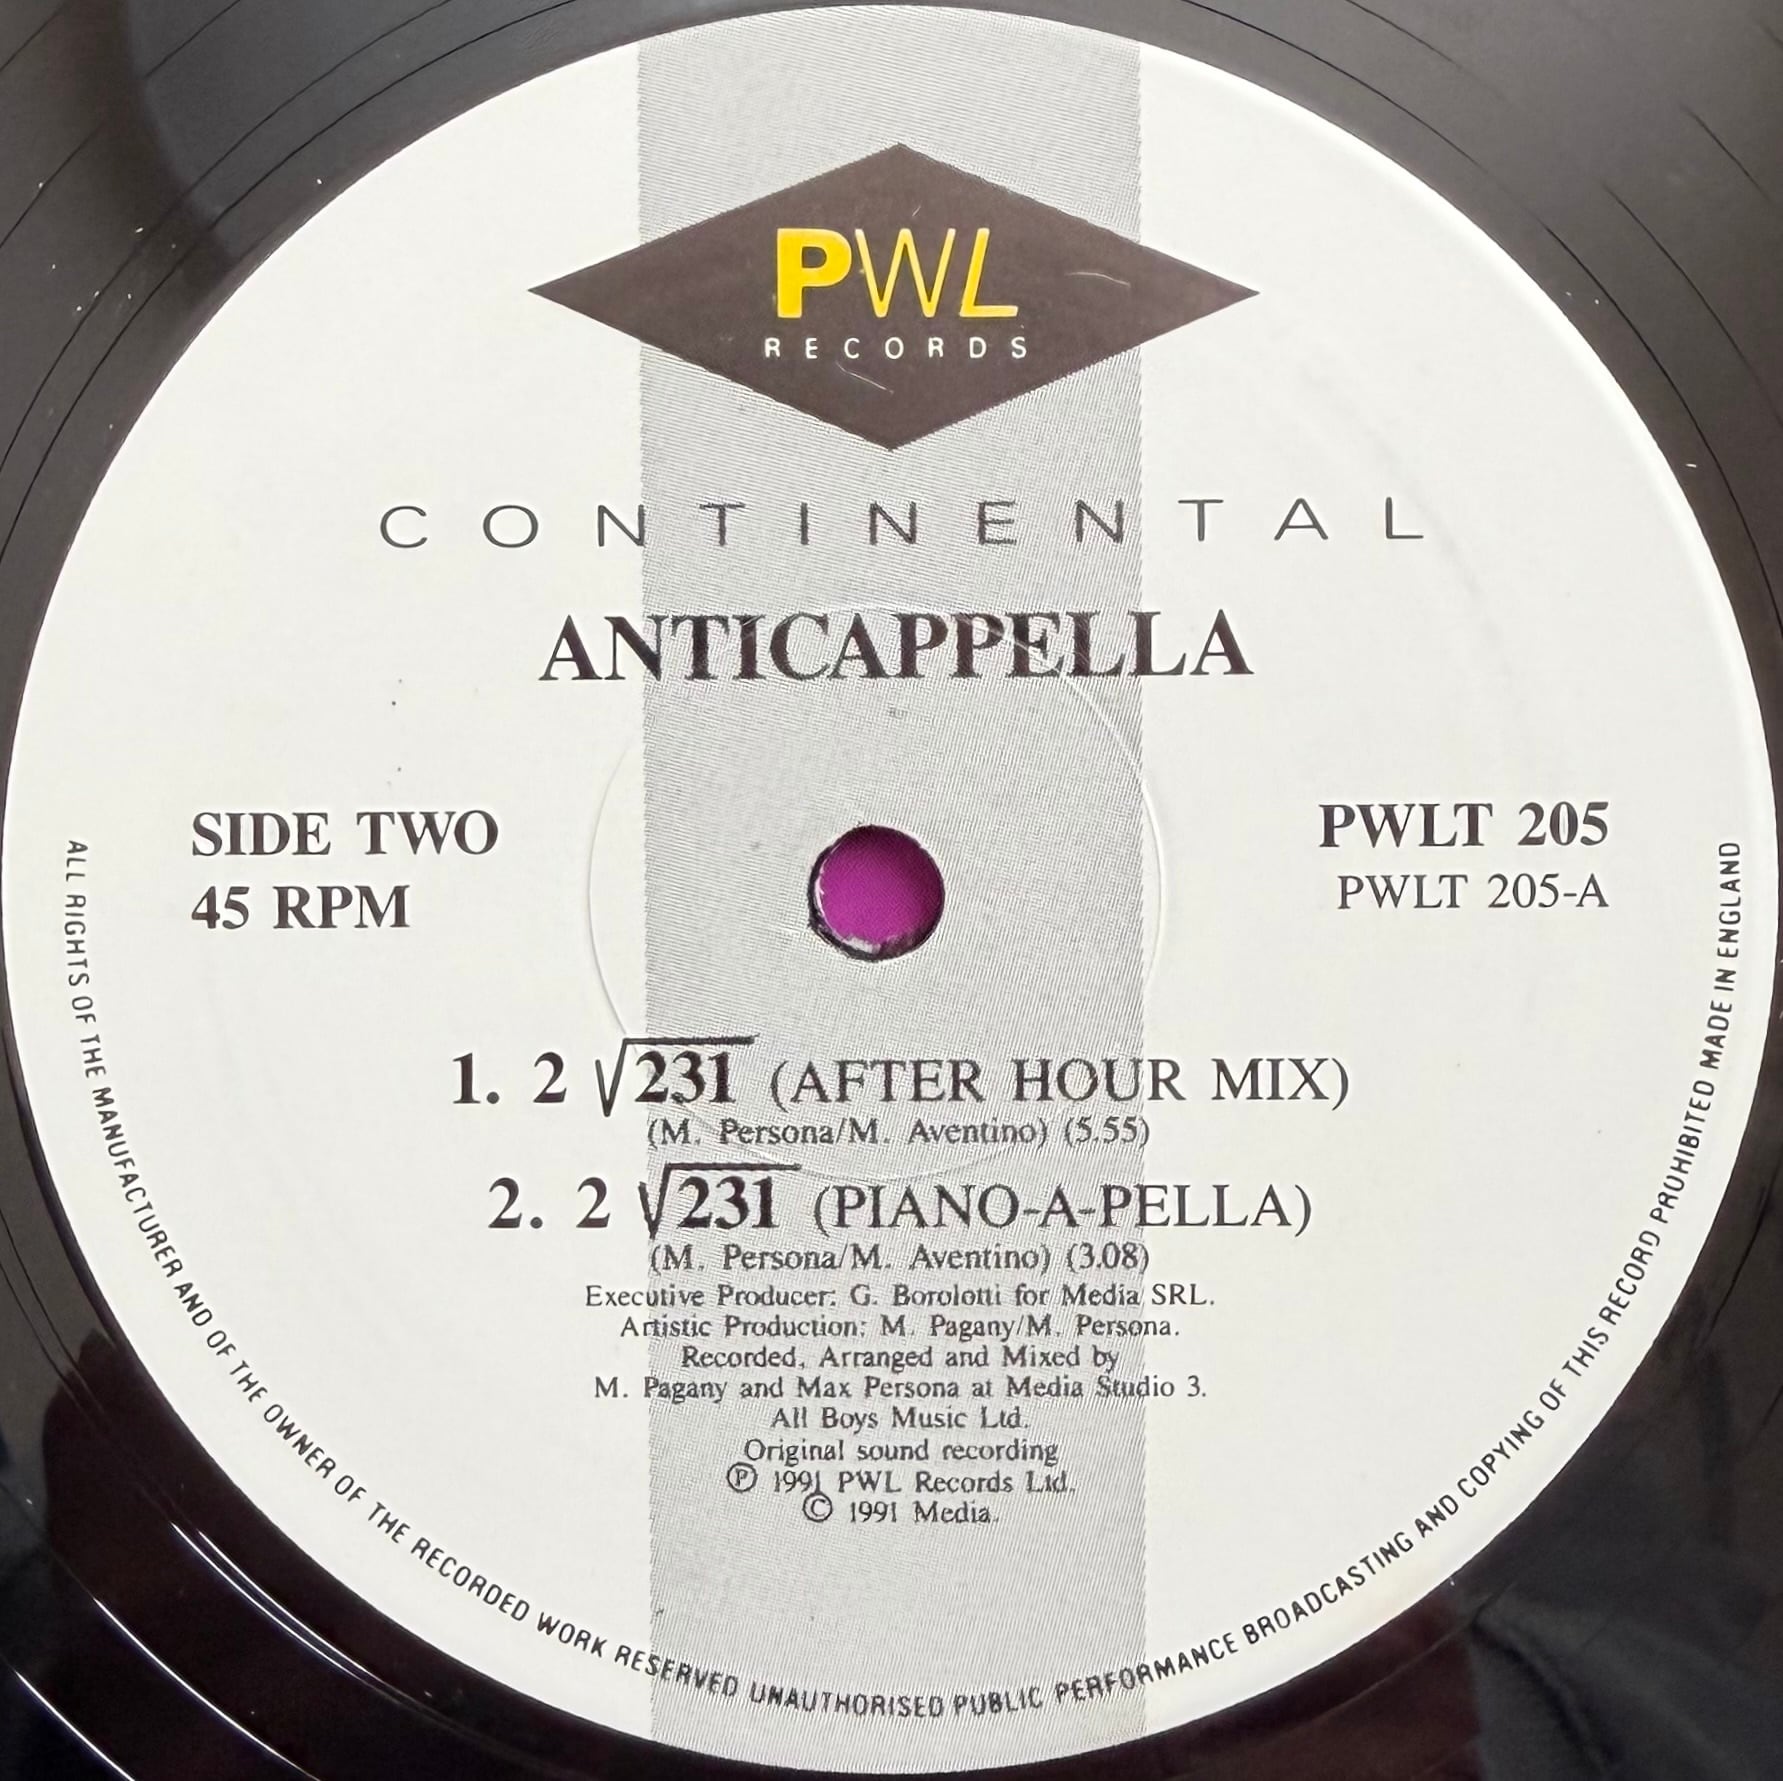 PWL
RECORDS
CONTINENTAL
ANTICAPPELLA
SIDE TWO
45 RPM
PWLT 205
PWLT 205-A
1. 2 √231 (AFTER HOUR MIX)
(M. Persona/M. Aventino) (5.55)
2. 2 √231 (PIANO-A-PELLA)
(M. Persona/M. Aventino) (3.08)
Executive Producer: G. Borolotti for Media SRL.
Artistic Production: M. Pagany/M. Persona.
Recorded, Arranged and Mixed by
M. Pagany and Max Persona at Media Studio 3.
All Boys Music Ltd.
Original sound recording
Ⓟ 1991 PWL Records Ltd.
© 1991 Media.
ALL RIGHTS OF THE MANUFACTURER AND OF THE OWNER OF THE RECORDED WORK RESERVED UNAUTHORISED PUBLIC PERFORMANCE BROADCASTING AND COPYING OF THIS RECORD PROHIBITED MADE IN ENGLAND